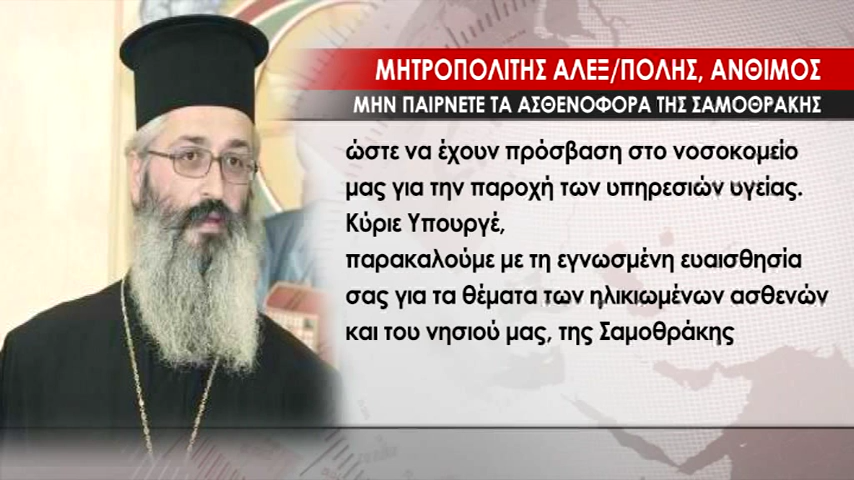 ΜΗΤΡΟΠΟΛΙΤΗΣ ΑΛΕΞ/ΠΟΛΗΣ, ΑΝΘΙΜΟΣ
ΜΗΝ ΠΑΙΡΝΕΤΕ ΤΑ ΑΣΘΕΝΟΦΟΡΑ ΤΗΣ ΣΑΜΟΘΡΑΚΗΣ
ώστε να έχουν πρόσβαση στο νοσοκομείο
μας για την παροχή των υπηρεσιών υγείας.
Κύριε Υπουργέ,
παρακαλούμε με τη εγνωσμένη ευαισθησία
σας για τα θέματα των ηλικιωμένων ασθενών
και του νησιού μας, της Σαμοθράκης